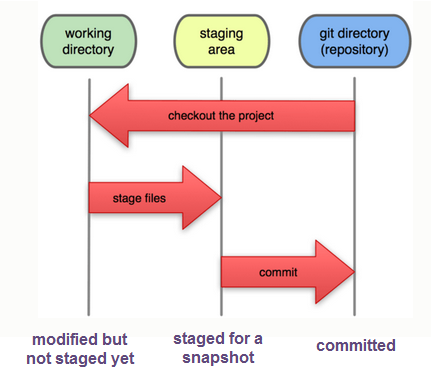 working
directory
staging
area
git directory
(repository)
checkout the project
stage files
commit
modified but
not staged yet
staged for a
snapshot
committed